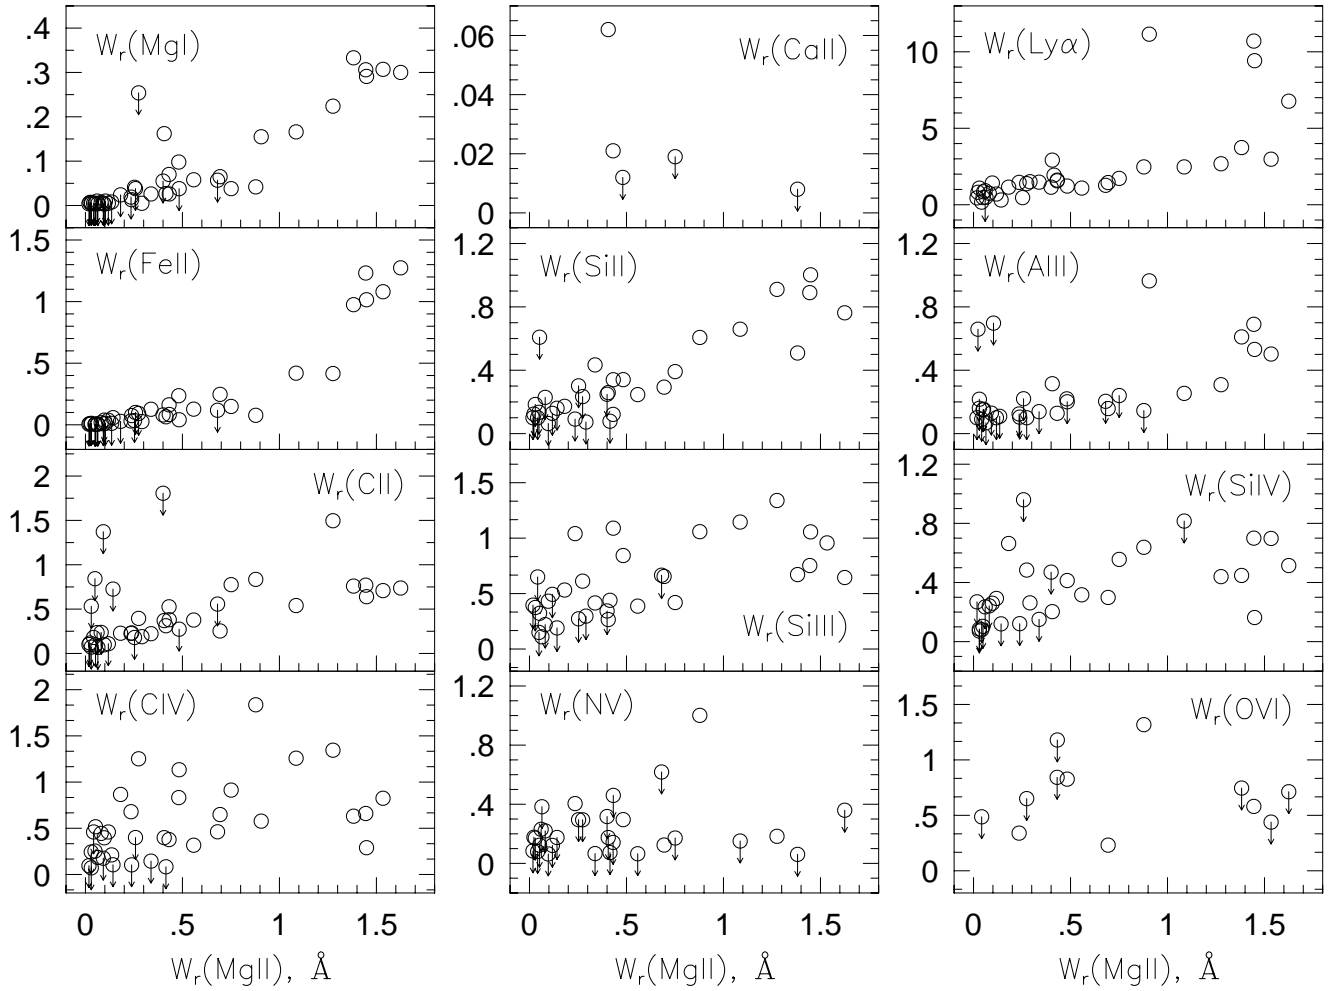 W_r(MgI)
.4
.3
.2
.1
0
W_r(CaII)
.06
.04
.02
0
W_r(Lyα)
10
5
0
W_r(FeII)
1.5
1
.5
0
W_r(SiII)
1.2
.8
.4
0
W_r(AlII)
1.2
.8
.4
0
W_r(CII)
2
1.5
1
.5
0
W_r(SiIII)
1.5
1
.5
0
W_r(SiIV)
1.2
.8
.4
0
W_r(CIV)
2
1.5
1
.5
0
W_r(NV)
1.2
.8
.4
0
W_r(OVI)
1.5
1
.5
0
0 .5 1 1.5
0 .5 1 1.5
0 .5 1 1.5
W_r(MgII), Å
W_r(MgII), Å
W_r(MgII), Å